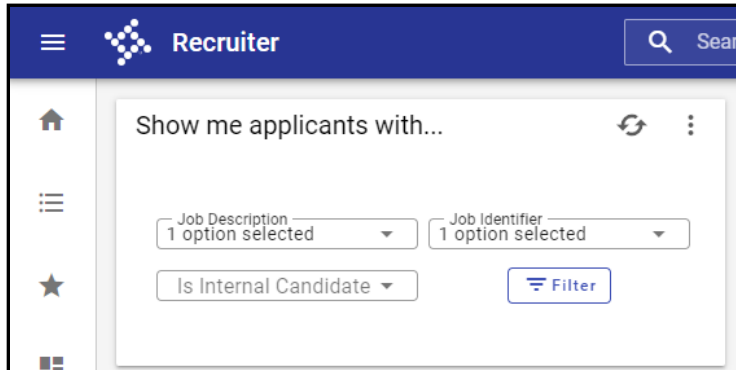 Recruiter
Show me applicants with...
Job Description
1 option selected
Job Identifier
1 option selected
Is Internal Candidate
Filter